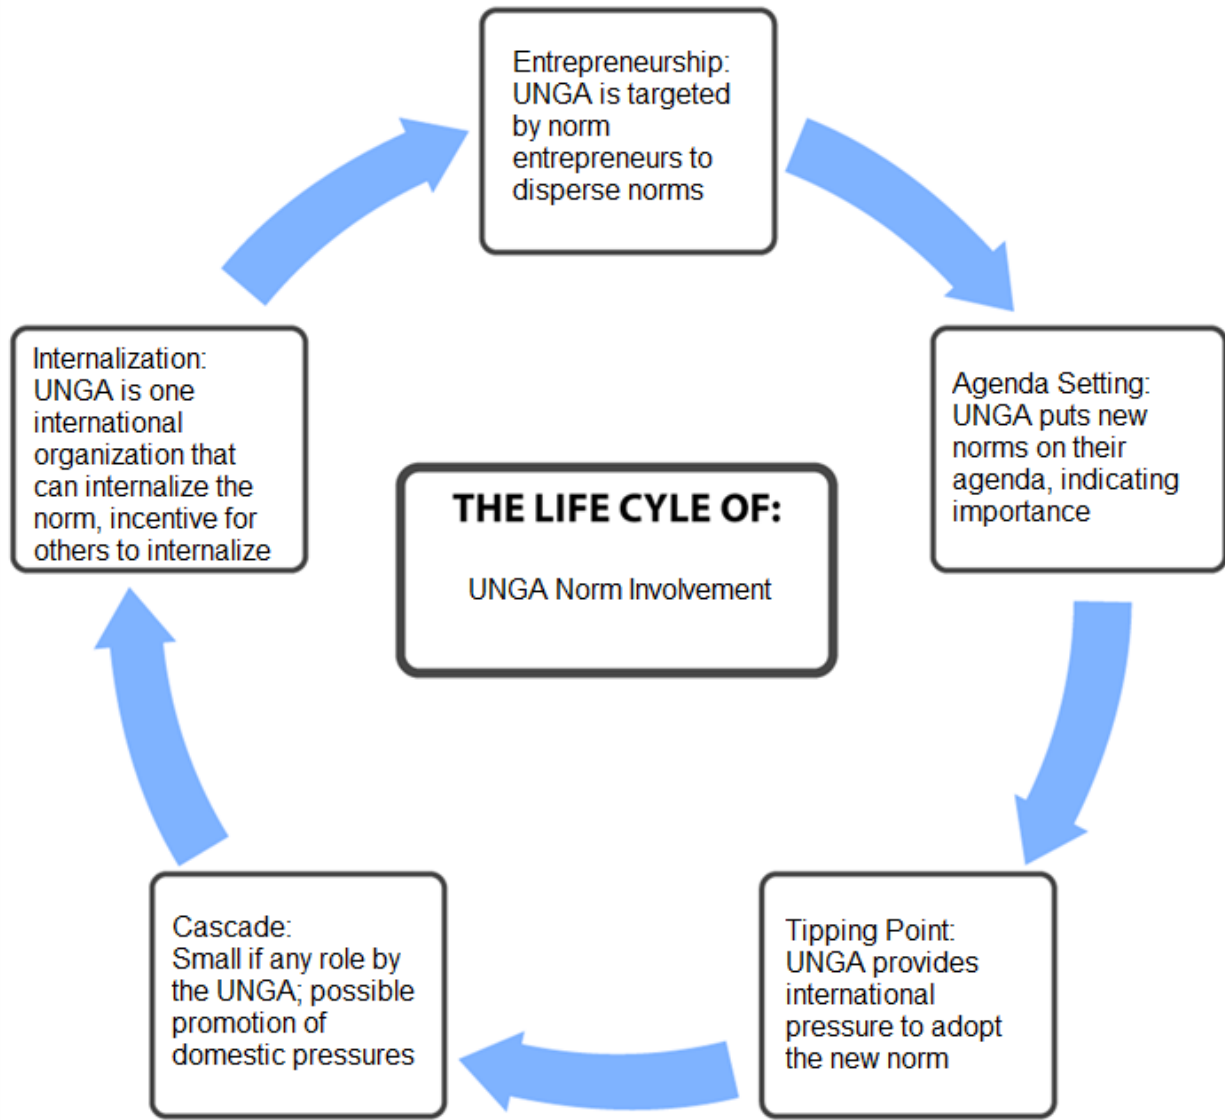 Entrepreneurship:
UNGA is targeted
by norm
entrepreneurs to
disperse norms
Internalization:
UNGA is one
international
organization that
can internalize the
norm, incentive for
others to internalize
Agenda Setting:
UNGA puts new
norms on their
agenda, indicating
importance
THE LIFE CYLE OF:
UNGA Norm Involvement
Cascade:
Small if any role by
the UNGA; possible
promotion of
domestic pressures
Tipping Point:
UNGA provides
international
pressure to adopt
the new norm